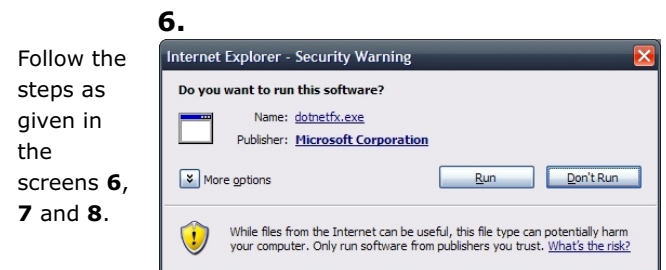 6.
Follow the
steps as
given in
the
screens 6,
7 and 8.
Internet Explorer - Security Warning
Do you want to run this software?
Name: dotnetfx.exe
Publisher: Microsoft Corporation
More options
Run
Don't Run
While files from the Internet can be useful, this file type can potentially harm
your computer. Only run software from publishers you trust. What's the risk?